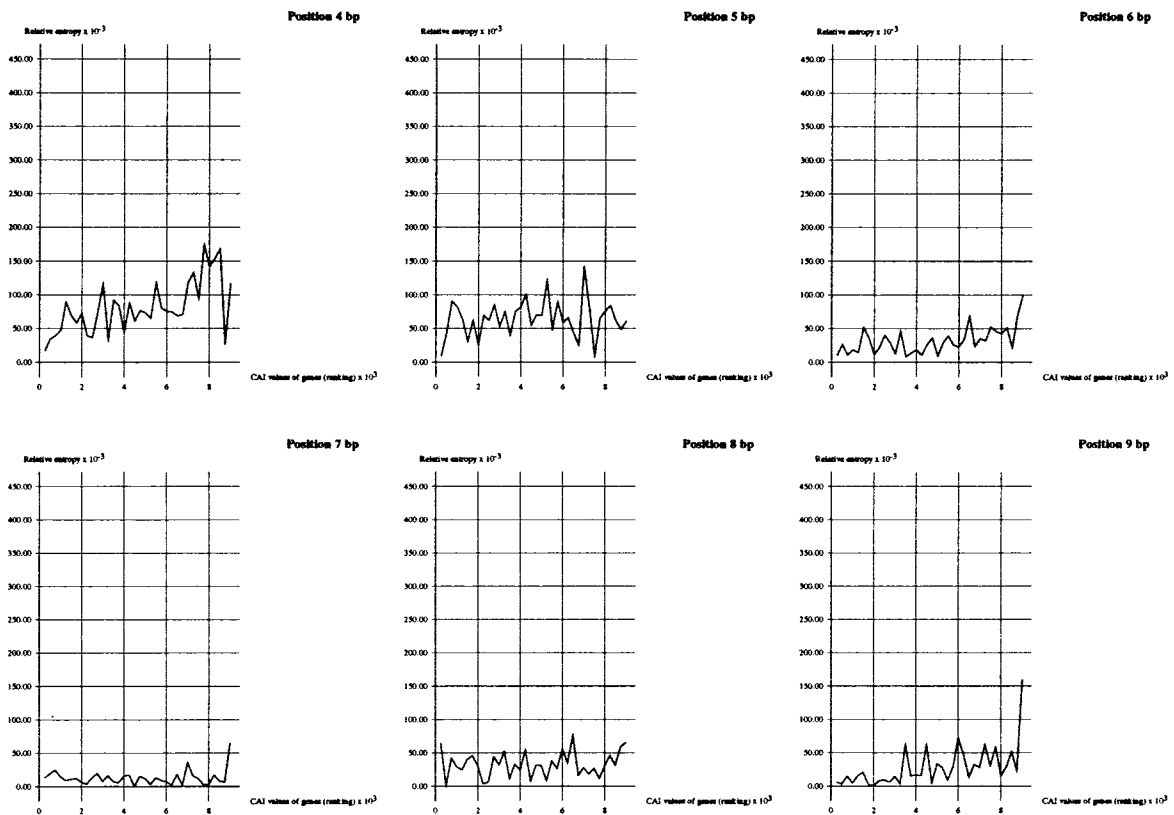 Position 4 bp
Relative entropy x 10-3
450.00
400.00
350.00
300.00
250.00
200.00
150.00
100.00
50.00
0.00
0 2 4 6 8
CAI values of genes (ranking) x 103
Position 5 bp
Relative entropy x 10-3
450.00
400.00
350.00
300.00
250.00
200.00
150.00
100.00
50.00
0.00
0 2 4 6 8
CAI values of genes (ranking) x 103
Position 6 bp
Relative entropy x 10-3
450.00
400.00
350.00
300.00
250.00
200.00
150.00
100.00
50.00
0.00
0 2 4 6 8
CAI values of genes (ranking) x 103
Position 7 bp
Relative entropy x 10-3
450.00
400.00
350.00
300.00
250.00
200.00
150.00
100.00
50.00
0.00
0 2 4 6 8
CAI values of genes (ranking) x 103
Position 8 bp
Relative entropy x 10-3
450.00
400.00
350.00
300.00
250.00
200.00
150.00
100.00
50.00
0.00
0 2 4 6 8
CAI values of genes (ranking) x 103
Position 9 bp
Relative entropy x 10-3
450.00
400.00
350.00
300.00
250.00
200.00
150.00
100.00
50.00
0.00
0 2 4 6 8
CAI values of genes (ranking) x 103